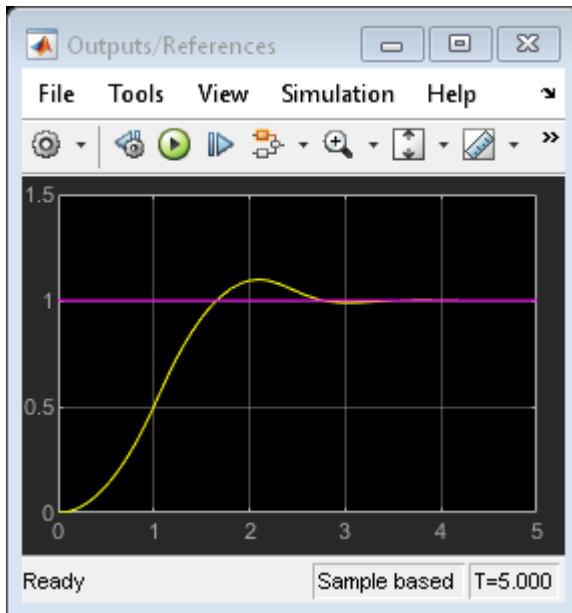 Outputs/References
File Tools View Simulation Help
1.5
1
0.5
0
0 1 2 3 4 5
Ready Sample based T=5.000